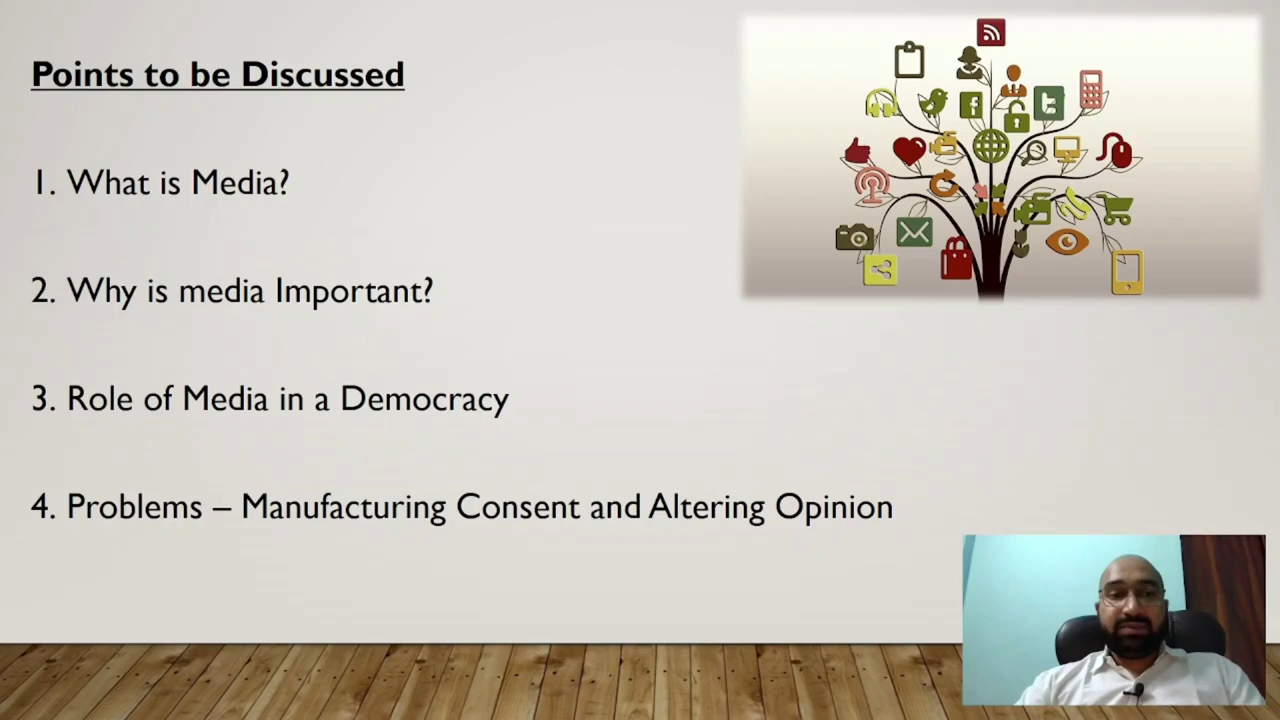 Points to be Discussed
1. What is Media?
2. Why is media Important?
3. Role of Media in a Democracy
4. Problems – Manufacturing Consent and Altering Opinion